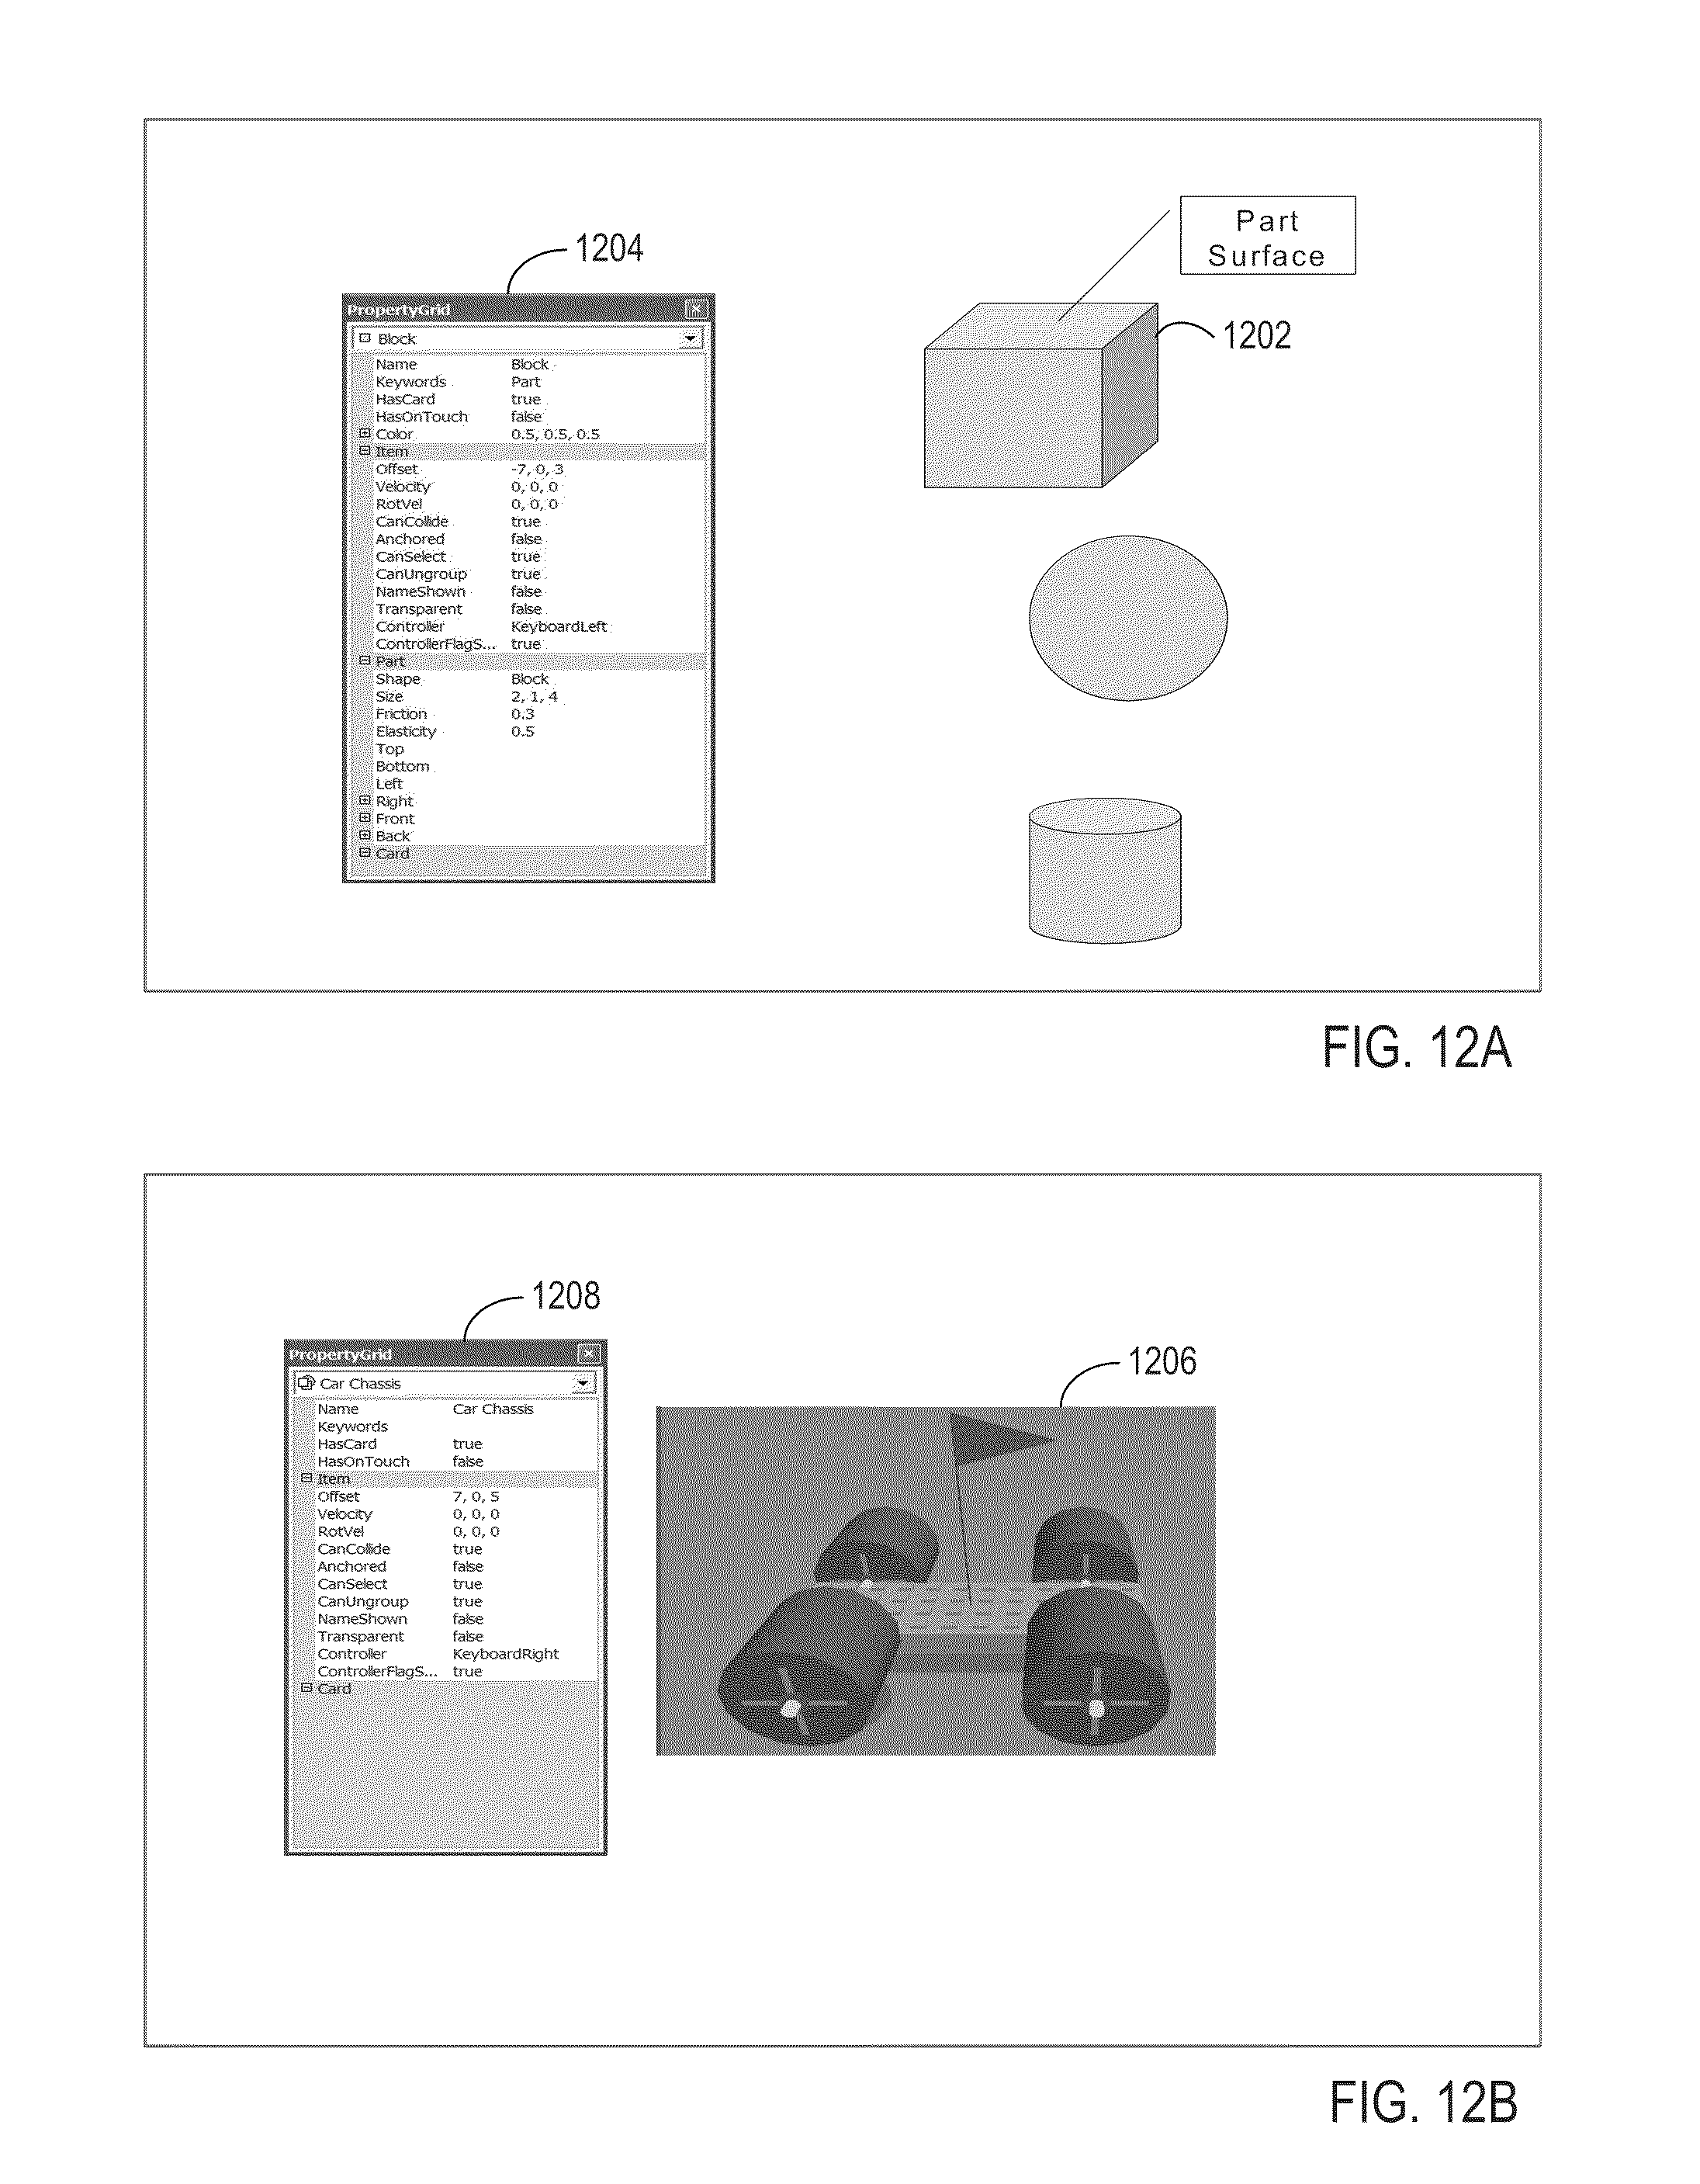 1204
Part
Surface
1202
PropertyGrid
Block
Name Block
Keywords Part
HasCard true
HasOnTouch false
Color 0.5, 0.5, 0.5
Item
Offset -7, 0, 3
Velocity 0, 0, 0
RotVel 0, 0, 0
CanCollide true
Anchored false
CanSelect true
CanUngroup true
NameShown false
Transparent false
Controller KeyboardLeft
ControllerFlagS... true
Part
Shape Block
Size 2, 1, 4
Friction 0.3
Elasticity 0.5
Top
Bottom
Left
Right
Front
Back
Card
FIG. 12A
1208
1206
PropertyGrid
Car Chassis
Name Car Chassis
Keywords
HasCard true
HasOnTouch false
Item
Offset 7, 0, 5
Velocity 0, 0, 0
RotVel 0, 0, 0
CanCollide true
Anchored false
CanSelect true
CanUngroup true
NameShown false
Transparent false
Controller KeyboardRight
ControllerFlagS... true
Card
FIG. 12B